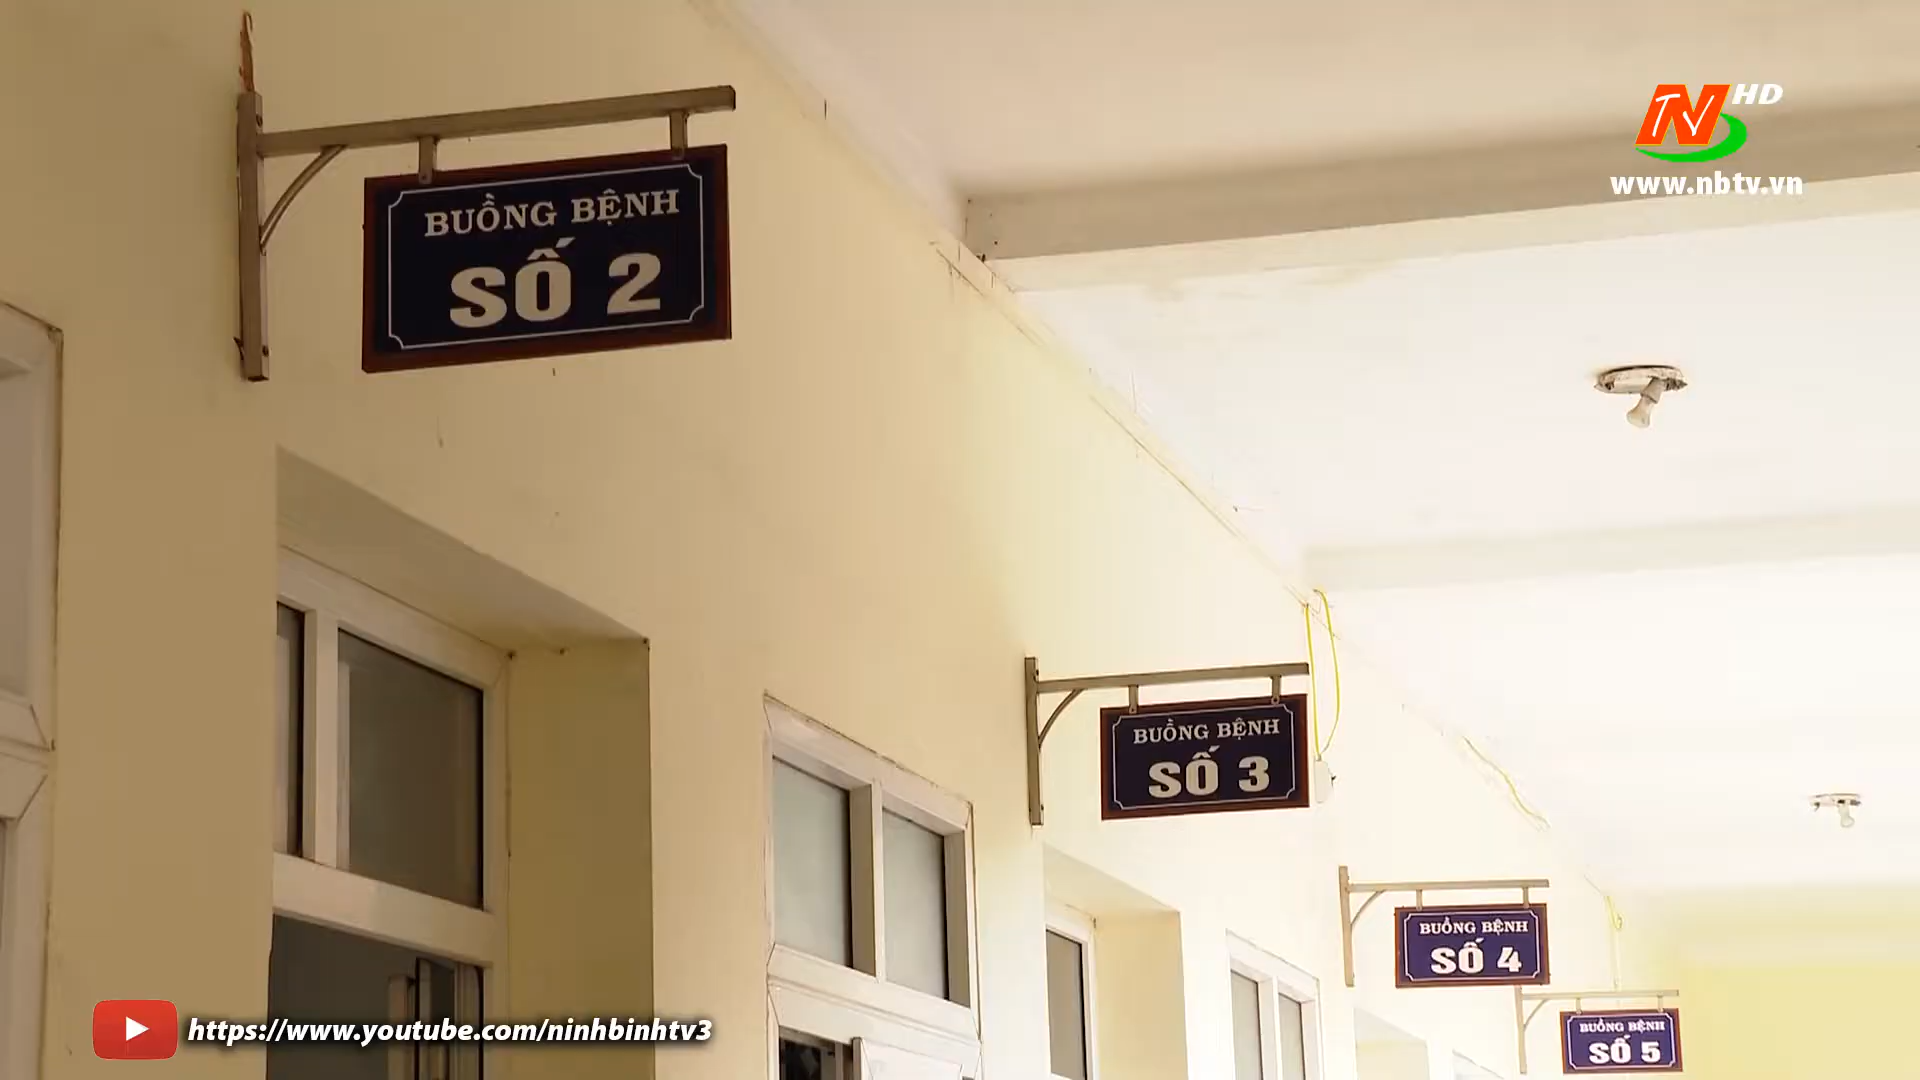 BUỒNG BỆNH
SỐ 2
TVN HD
www.nbtv.vn
BUỒNG BỆNH
SỐ 3
BUỒNG BỆNH
SỐ 4
BUỒNG BỆNH
SỐ 5
https://www.youtube.com/ninhbinhtv3